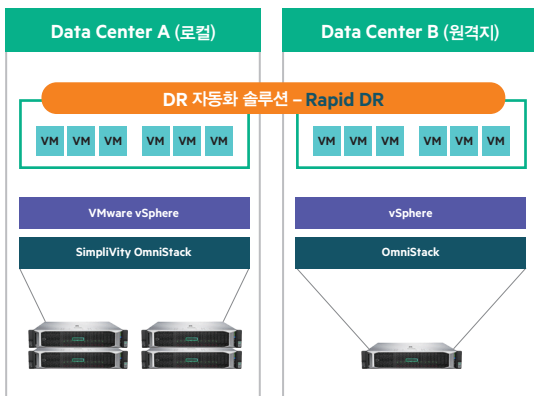 Data Center A (로컬)
Data Center B (원격지)
DR 자동화 솔루션 – Rapid DR
VM VM VM VM VM VM
VM VM VM VM VM VM
VMware vSphere
vSphere
SimpliVity OmniStack
OmniStack